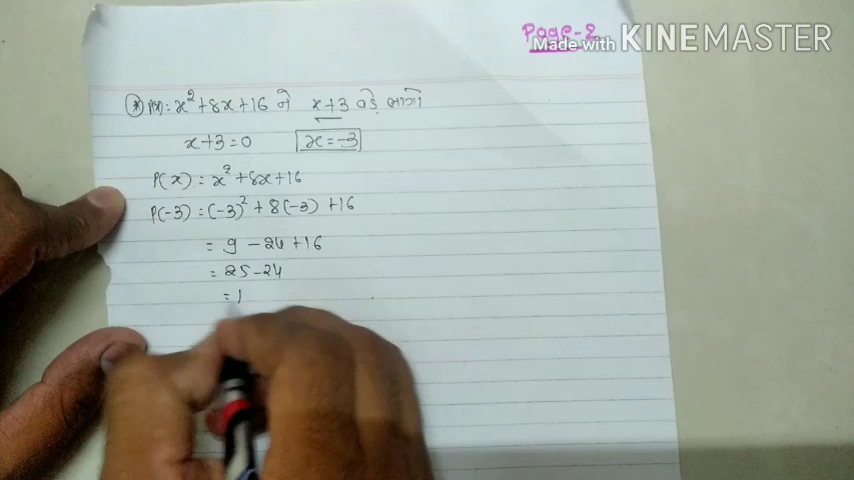 Page-2
Made with KINEMASTER
* P(x) = x² + 8x + 16 ને x + 3 વડે ભાગો
x + 3 = 0 x = -3
P(x) = x² + 8x + 16
P(-3) = (-3)² + 8(-3) + 16
= 9 - 24 + 16
= 25 - 24
= 1